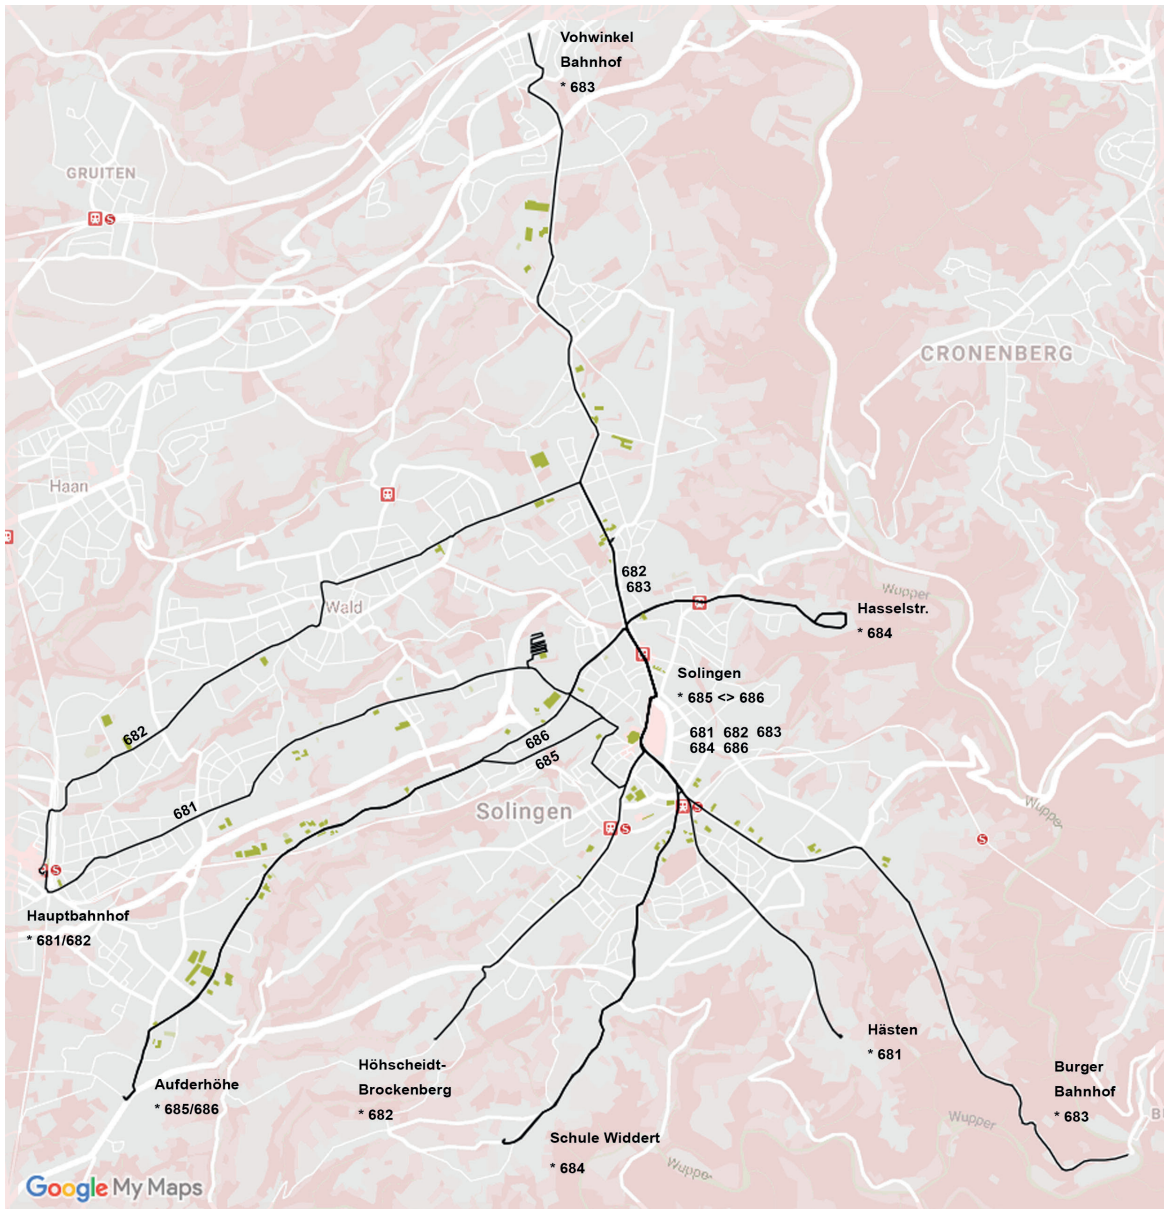 Vohwinkel
Bahnhof
* 683
GRUITEN
S
CRONENBERG
Haan
682
683
Wupper
Wald
Hasselstr.
* 684
Solingen
* 685 <> 686
681 682 683
684 686
682
686
685
681
Solingen
Wupper
S
S
S
S
Hauptbahnhof
* 681/682
Hästen
* 681
Höhscheidt-
Brockenberg
* 682
Burger
Bahnhof
* 683
Aufderhöhe
* 685/686
Wupper
B
Schule Widdert
* 684
Wupper
Google My Maps